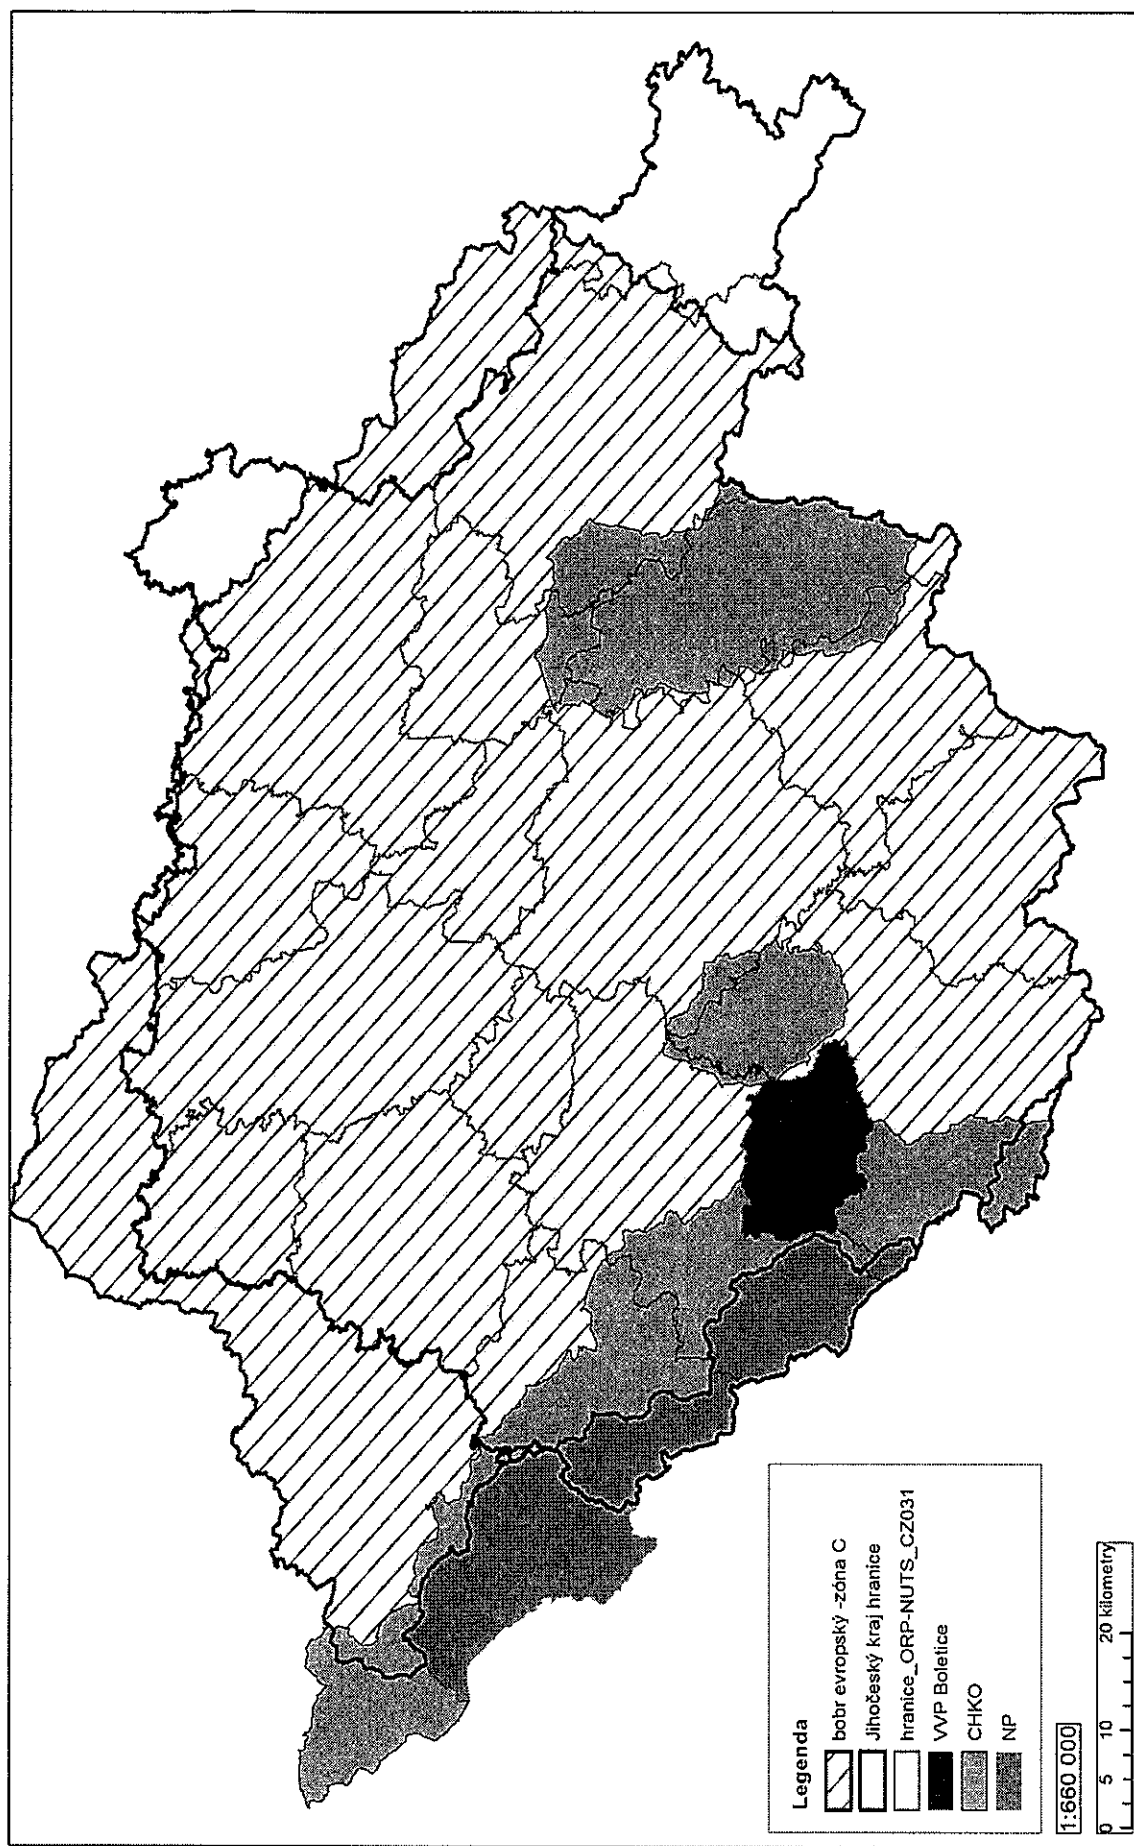 Legenda
bobr evropský -zóna C
Jihočeský kraj hranice
hranice_ORP-NUTS_CZ031
VVP Boletice
CHKO
NP
1:660 000
0 5 10 20 kilometry